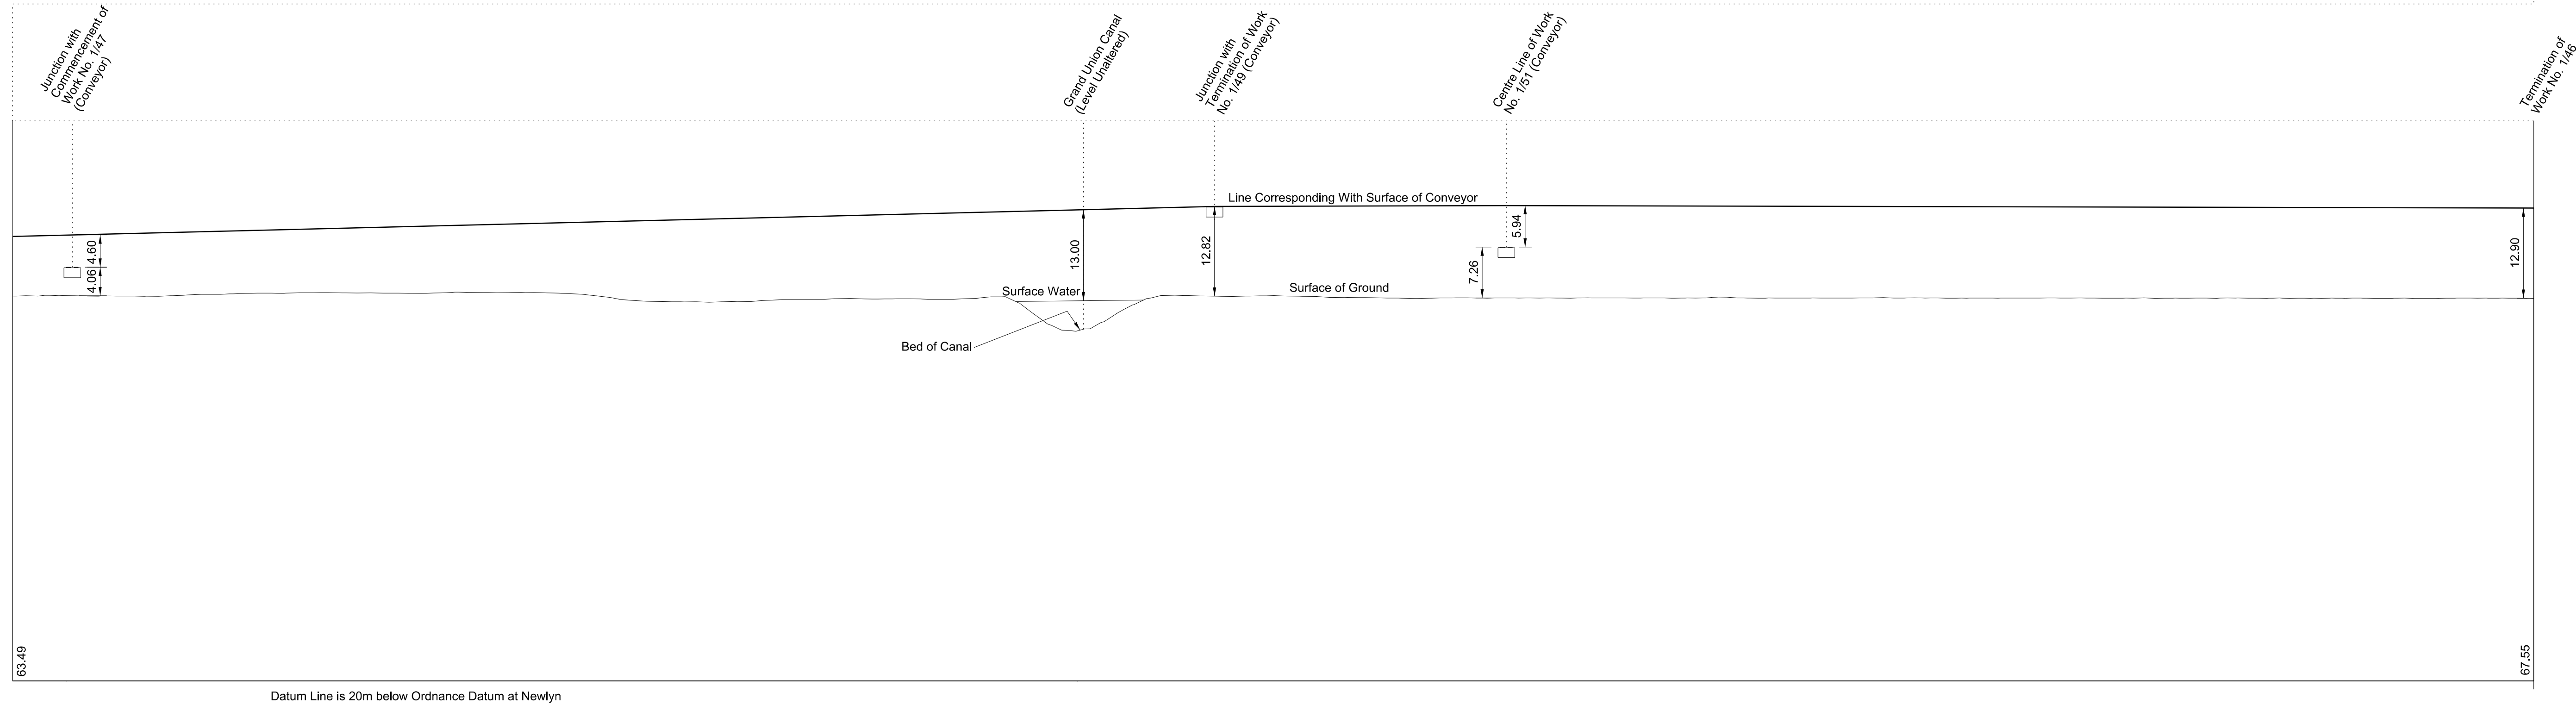 Junction with
Commencement of
Work No. 1/47
(Conveyor)
Grand Union Canal
(Level Unaltered)
Junction with
Termination of Work
No. 1/49 (Conveyor)
Centre Line of Work
No. 1/51 (Conveyor)
Termination of
Work No. 1/46
Line Corresponding With Surface of Conveyor
4.60
4.06
13.00
12.82
5.94
7.26
12.90
Surface Water
Surface of Ground
Bed of Canal
63.49
67.55
Datum Line is 20m below Ordnance Datum at Newlyn